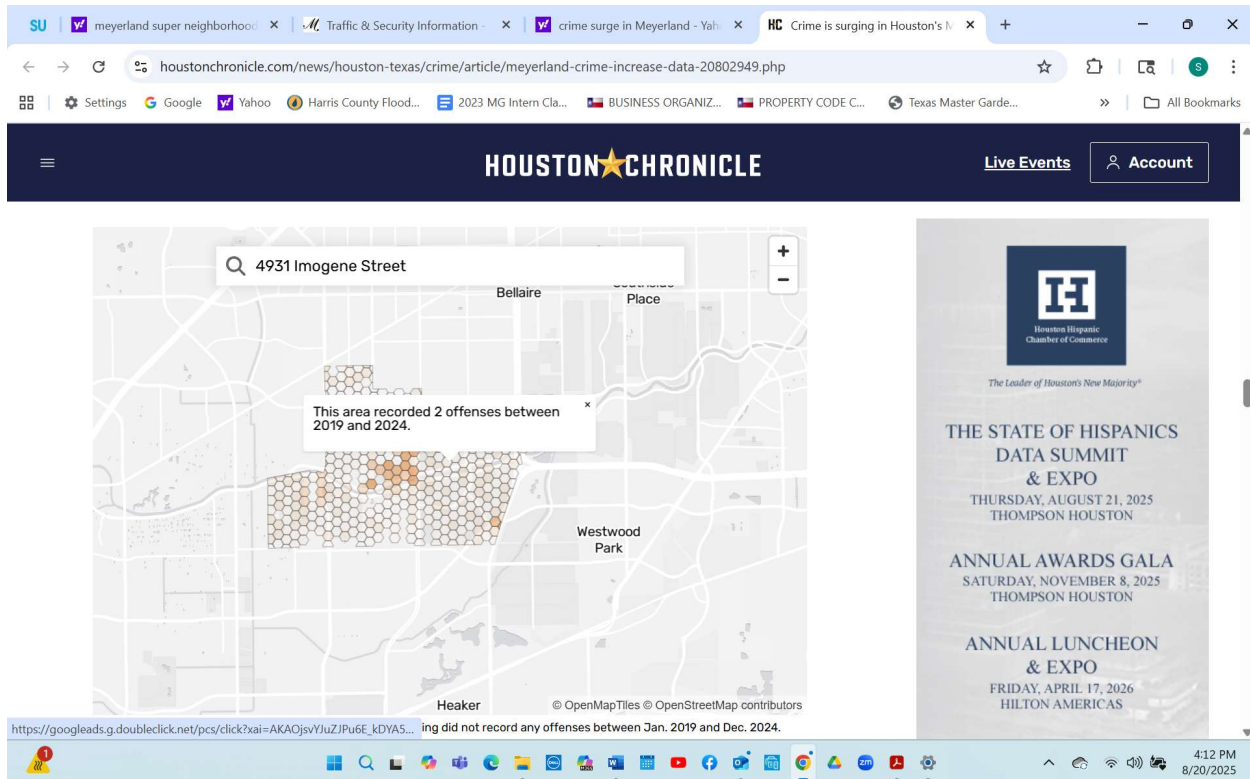 SU
meyerland super neighborhood
Traffic & Security Information -
crime surge in Meyerland - Yah
HC Crime is surging in Houston's M
houstonchronicle.com/news/houston-texas/crime/article/meyerland-crime-increase-data-20802949.php
S
Settings
Google
Yahoo
Harris County Flood...
2023 MG Intern Cla...
BUSINESS ORGANIZ...
PROPERTY CODE C...
Texas Master Garde...
»
All Bookmarks
HOUSTON CHRONICLE
Live Events
Account
4931 Imogene Street
+
−
Bellaire
Place
This area recorded 2 offenses between
2019 and 2024.
×
Westwood
Park
Heaker
© OpenMapTiles © OpenStreetMap contributors
ing did not record any offenses between Jan. 2019 and Dec. 2024.
H
Houston Hispanic
Chamber of Commerce
The Leader of Houston's New Majority®
THE STATE OF HISPANICS
DATA SUMMIT
& EXPO
THURSDAY, AUGUST 21, 2025
THOMPSON HOUSTON
ANNUAL AWARDS GALA
SATURDAY, NOVEMBER 8, 2025
THOMPSON HOUSTON
ANNUAL LUNCHEON
& EXPO
FRIDAY, APRIL 17, 2026
HILTON AMERICAS
https://googleads.g.doubleclick.net/pcs/click?xai=AKAOjsvYJuZJPu6E_kDYA5...
1
zm
4:12 PM
8/20/2025